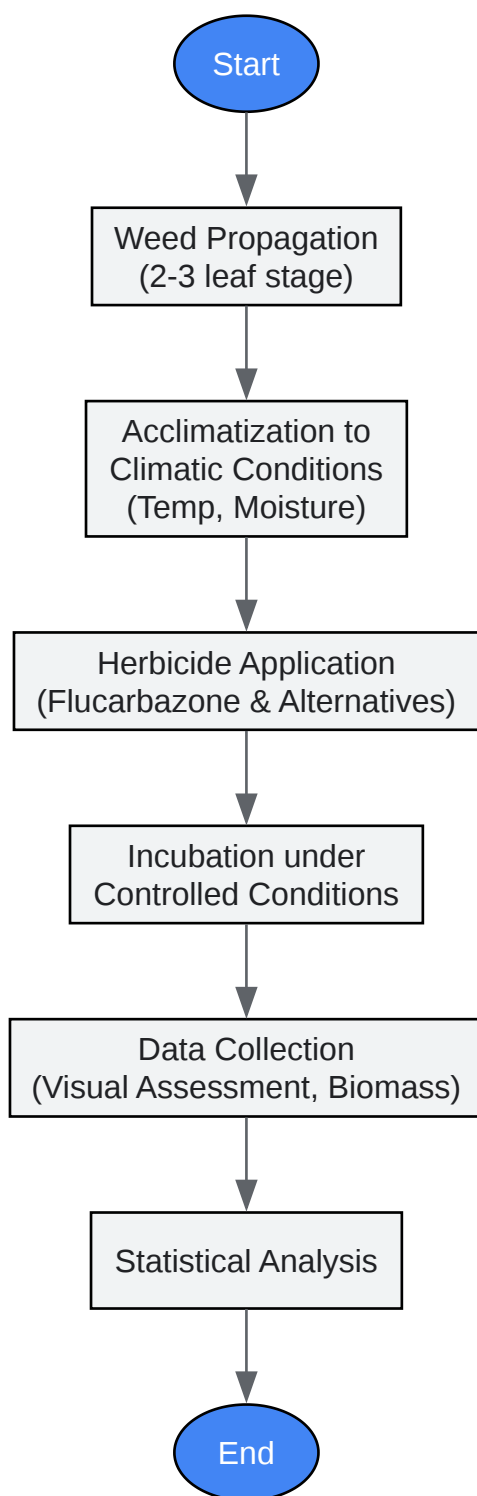 Start
Weed Propagation
(2-3 leaf stage)
Acclimatization to
Climatic Conditions
(Temp, Moisture)
Herbicide Application
(Flucarbazone & Alternatives)
Incubation under
Controlled Conditions
Data Collection
(Visual Assessment, Biomass)
Statistical Analysis
End